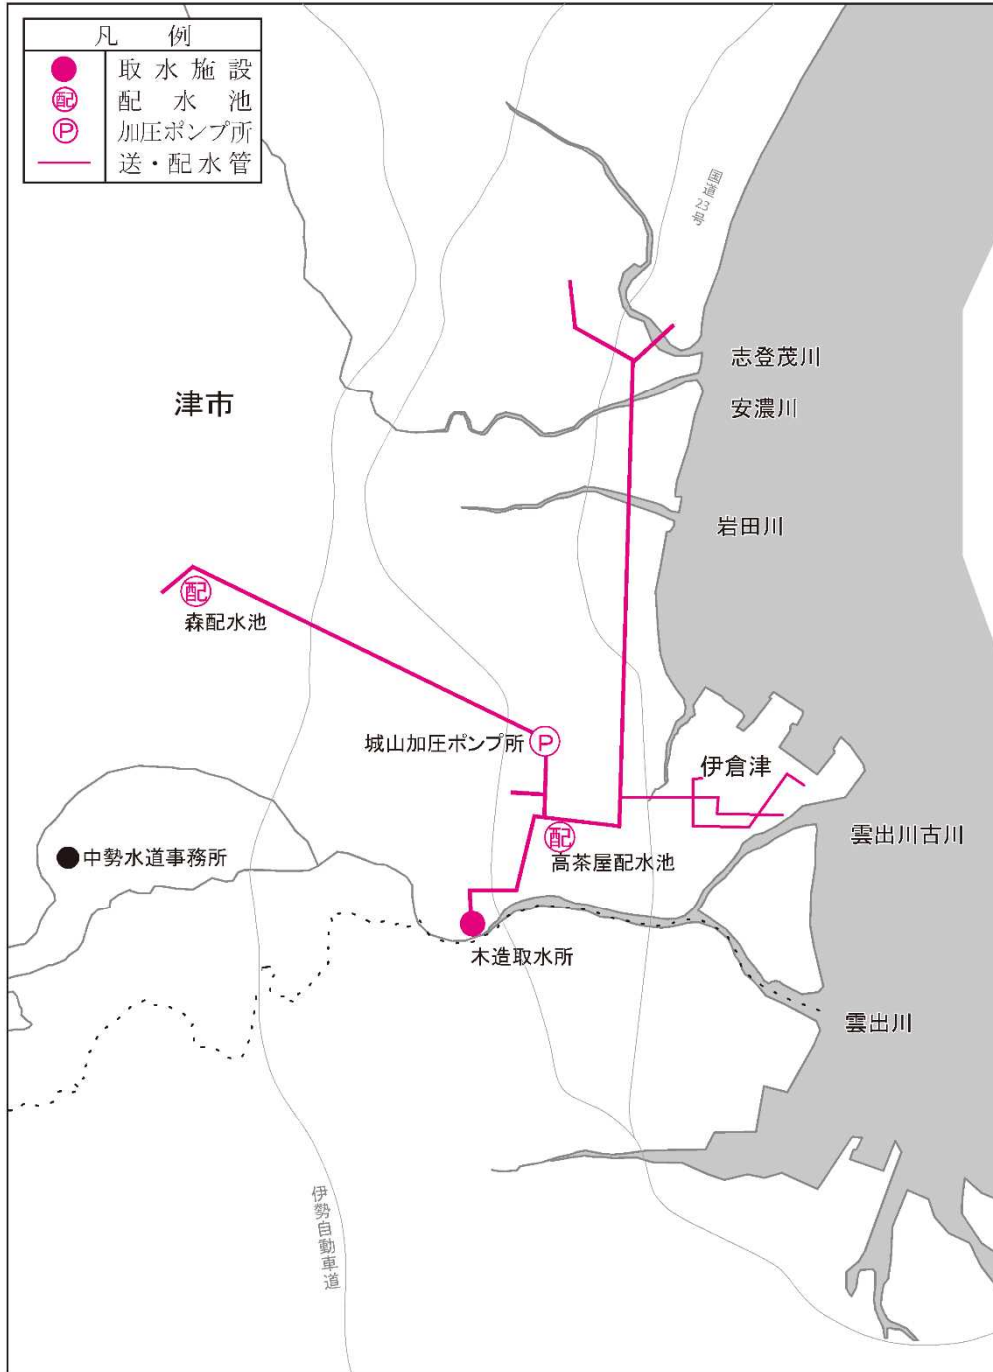 凡 例
取水施設
配 配水池
P 加圧ポンプ所
送・配水管
国道23号
志登茂川
津市
安濃川
岩田川
配
森配水池
城山加圧ポンプ所
P
伊倉津
配
雲出川古川
中勢水道事務所
高茶屋配水池
木造取水所
雲出川
伊勢自動車道